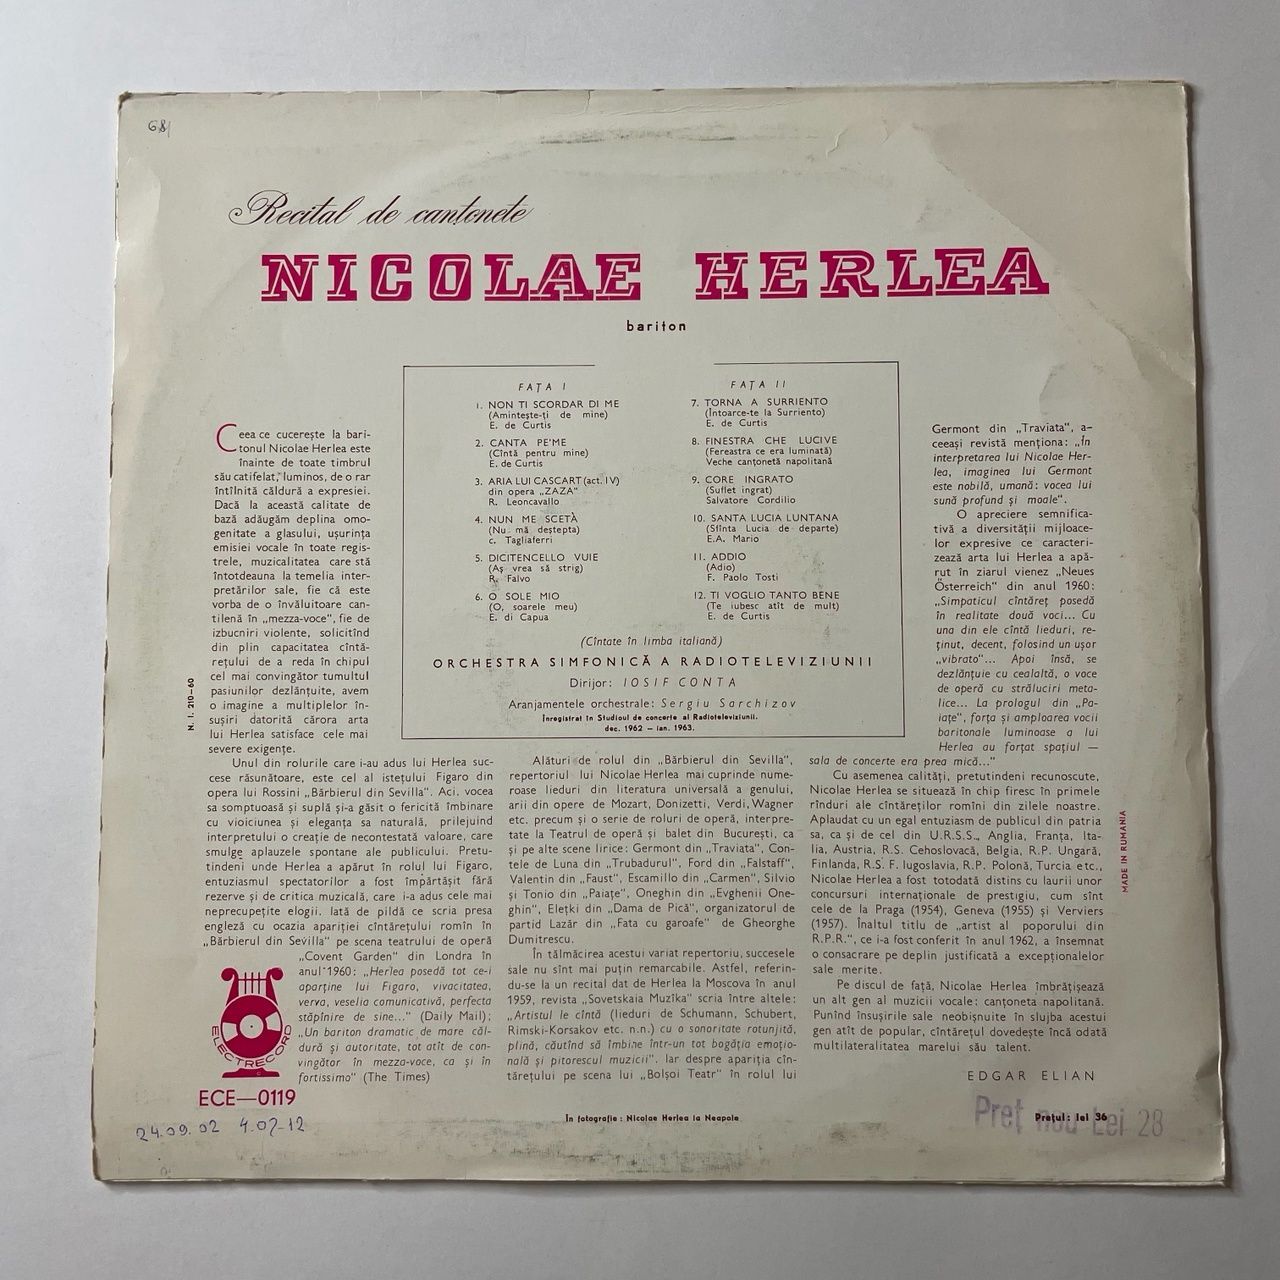 68
Recital de canțonete
NICOLAE HERLEA
bariton
FAȚA I
1. NON TI SCORDAR DI ME
(Amintește-ți de mine)
E. de Curtis
2. CANTA PE'ME
(Cîntă pentru mine)
E. de Curtis
3. ARIA LUI CASCART (act. IV)
din opera „ZAZA"
R. Leoncavallo
4. NUN ME SCETÀ
(Nu mă deștepta)
C. Tagliaferri
5. DICITENCELLO VUIE
(Aș vrea să strig)
R. Falvo
6. O SOLE MIO
(O, soarele meu)
E. di Capua
FAȚA II
7. TORNA A SURRIENTO
(Întoarce-te la Surriento)
E. de Curtis
8. FINESTRA CHE LUCIVE
(Fereastra ce era luminată)
Veche canțonetă napolitană
9. CORE INGRATO
(Suflet ingrat)
Salvatore Cordilio
10. SANTA LUCIA LUNTANA
(Sfînta Lucia de departe)
E.A. Mario
11. ADDIO
(Adio)
F. Paolo Tosti
12. TI VOGLIO TANTO BENE
(Te iubesc atît de mult)
E. de Curtis
(Cîntate în limba italiană)
ORCHESTRA SIMFONICĂ A RADIOTELEVIZIUNII
Dirijor: IOSIF CONTA
Aranjamentele orchestrale: Sergiu Sarchizov
Înregistrat în Studioul de concerte al Radioteleviziunii.
dec. 1962 — ian. 1963.
N. I. 210-60
Ceea ce cucerește la bari-
tonul Nicolae Herlea este
înainte de toate timbrul
său catifelat, luminos, de o rar
întîlnită căldură a expresiei.
Dacă la această calitate de
bază adăugăm deplina omo-
genitate a glasului, ușurința
emisiei vocale în toate regis-
trele, muzicalitatea care stă
întotdeauna la temelia inter-
pretărilor sale, fie că este
vorba de o învăluitoare can-
tilenă în „mezza-voce", fie de
izbucniri violente, solicitînd
din plin capacitatea cîntă-
rețului de a reda în chipul
cel mai convingător tumultul
pasiunilor dezlănțuite, avem
o imagine a multiplelor în-
sușiri datorită cărora arta
lui Herlea satisface cele mai
severe exigențe.
Unul din rolurile care i-au adus lui Herlea suc-
cese răsunătoare, este cel al istețului Figaro din
opera lui Rossini „Bărbierul din Sevilla". Aci, vocea
sa somptuoasă și suplă și-a găsit o fericită îmbinare
cu vioiciunea și eleganța sa naturală, prilejuind
interpretului o creație de necontestată valoare, care
smulge aplauzele spontane ale publicului. Pretu-
tindeni unde Herlea a apărut în rolul lui Figaro,
entuziasmul spectatorilor a fost împărtășit fără
rezerve și de critica muzicală, care i-a adus cele mai
neprecupețite elogii. Iată de pildă ce scria presa
engleză cu ocazia apariției cîntărețului romîn în
„Bărbierul din Sevilla" pe scena teatrului de operă
„Covent Garden" din Londra în
anul 1960: „Herlea posedă tot ce-i
aparține lui Figaro, vivacitatea,
verva, veselia comunicativă, perfecta
stăpînire de sine..." (Daily Mail);
„Un bariton dramatic de mare căl-
dură și autoritate, tot atît de con-
vingător în mezza-voce, ca și în
fortissimo" (The Times)
Alături de rolul din „Bărbierul din Sevilla",
repertoriul lui Nicolae Herlea mai cuprinde nume-
roase lieduri din literatura universală a genului,
arii din opere de Mozart, Donizetti, Verdi, Wagner
etc. precum și o serie de roluri de operă, interpre-
tate la Teatrul de operă și balet din București, ca
și pe alte scene lirice: Germont din „Traviata", Con-
tele de Luna din „Trubadurul", Ford din „Falstaff",
Valentin din „Faust", Escamillo din „Carmen", Silvio
și Tonio din „Paiațe", Oneghin din „Evghenii One-
ghin", Elețki din „Dama de Pică", organizatorul de
partid Lazăr din „Fata cu garoafe" de Gheorghe
Dumitrescu.
În tălmăcirea acestui variat repertoriu, succesele
sale nu sînt mai puțin remarcabile. Astfel, referin-
du-se la un recital dat de Herlea la Moscova în anul
1959, revista „Sovetskaia Muzîka" scria între altele:
„Artistul le cîntă (lieduri de Schumann, Schubert,
Rimski-Korsakov etc. n.n.) cu o sonoritate rotunjită,
plină, căutînd să îmbine într-un tot bogăția emoțio-
nală și pitorescul muzicii". Iar despre apariția cîn-
tărețului pe scena lui „Bolșoi Teatr" în rolul lui
Germont din „Traviata", a-
ceeași revistă menționa: „În
interpretarea lui Nicolae Her-
lea, imaginea lui Germont
este nobilă, umană: vocea lui
sună profund și moale".
O apreciere semnifica-
tivă a diversității mijloace-
lor expresive ce caracteri-
zează arta lui Herlea a apă-
rut în ziarul vienez „Neues
Österreich" din anul 1960:
„Simpaticul cîntăreț posedă
în realitate două voci... Cu
una din ele cîntă lieduri, re-
ținut, decent, folosind un ușor
„vibrato"... Apoi însă, se
dezlănțuie cu cealaltă, o voce
de operă cu străluciri meta-
lice... La prologul din „Pa-
iațe", forța și amploarea vocii
baritonale luminoase a lui
Herlea au forțat spațiul —
sala de concerte era prea mică..."
Cu asemenea calități, pretutindeni recunoscute,
Nicolae Herlea se situează în chip firesc în primele
rînduri ale cîntăreților romîni din zilele noastre.
Aplaudat cu un egal entuziasm de publicul din patria
sa, ca și de cel din U.R.S.S., Anglia, Franța, Ita-
lia, Austria, R.S. Cehoslovacă, Belgia, R.P. Ungară,
Finlanda, R.S. F. Iugoslavia, R.P. Polonă, Turcia etc.,
Nicolae Herlea a fost totodată distins cu laurii unor
concursuri internaționale de prestigiu, cum sînt
cele de la Praga (1954), Geneva (1955) și Verviers
(1957). Înaltul titlu de „artist al poporului din
R.P.R.", ce i-a fost conferit în anul 1962, a însemnat
o consacrare pe deplin justificată a excepționalelor
sale merite.
Pe discul de față, Nicolae Herlea îmbrățișează
un alt gen al muzicii vocale: canțoneta napolitană.
Punînd însușirile sale neobișnuite în slujba acestui
gen atît de popular, cîntărețul dovedește încă odată
multilateralitatea marelui său talent.
EDGAR ELIAN
MADE IN RUMANIA
ELECTRECORD
ECE—0119
24.09.02 4.07.12
În fotografie: Nicolae Herlea la Neapole
Prețul: lei 36
Preț nou Lei 28